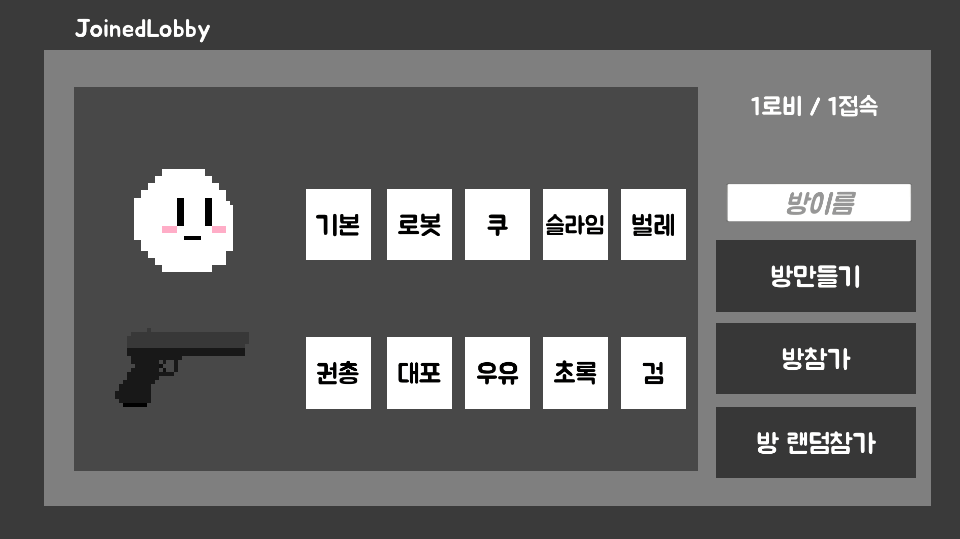 JoinedLobby
1로비 / 1접속
기본 로봇 쿠 슬라임 벌레
권총 대포 우유 초록 검
방이름
방만들기
방참가
방 랜덤참가